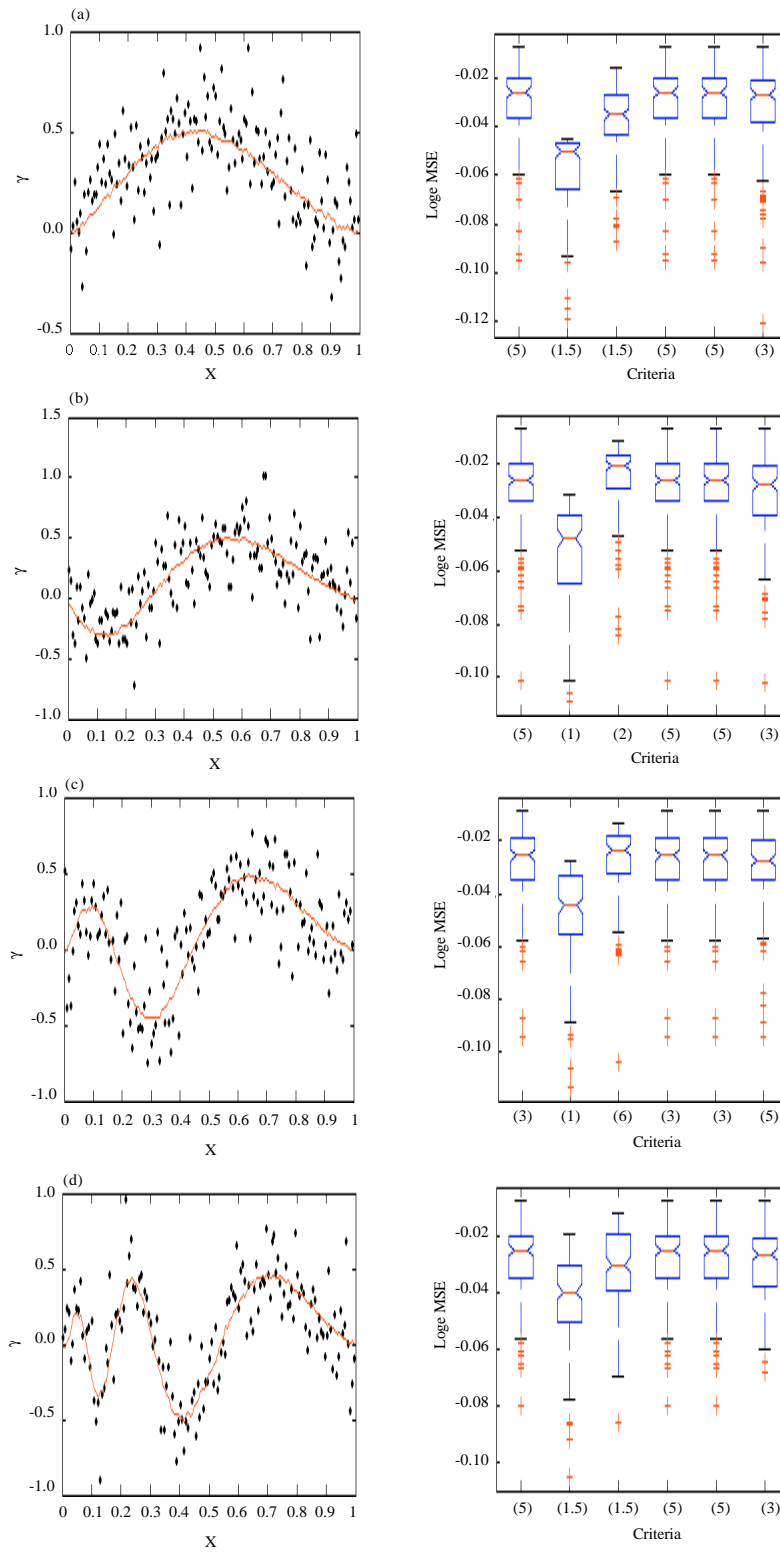 (a)
1.0
0.5
0.0
-0.5
γ
0 0.1 0.2 0.3 0.4 0.5 0.6 0.7 0.8 0.9 1
X
-0.02
-0.04
-0.06
-0.08
-0.10
-0.12
Loge MSE
(5) (1.5) (1.5) (5) (5) (3)
Criteria
(b)
1.5
1.0
0.5
0.0
-0.5
-1.0
γ
0 0.1 0.2 0.3 0.4 0.5 0.6 0.7 0.8 0.9 1
X
-0.02
-0.04
-0.06
-0.08
-0.10
Loge MSE
(5) (1) (2) (5) (5) (3)
Criteria
(c)
1.0
0.5
0.0
-0.5
-1.0
γ
0 0.1 0.2 0.3 0.4 0.5 0.6 0.7 0.8 0.9 1
X
-0.02
-0.04
-0.06
-0.08
-0.10
Loge MSE
(3) (1) (6) (3) (3) (5)
Criteria
(d)
1.0
0.5
0.0
-0.5
-1.0
γ
0 0.1 0.2 0.3 0.4 0.5 0.6 0.7 0.8 0.9 1
X
-0.02
-0.04
-0.06
-0.08
-0.10
Loge MSE
(5) (1.5) (1.5) (5) (5) (3)
Criteria